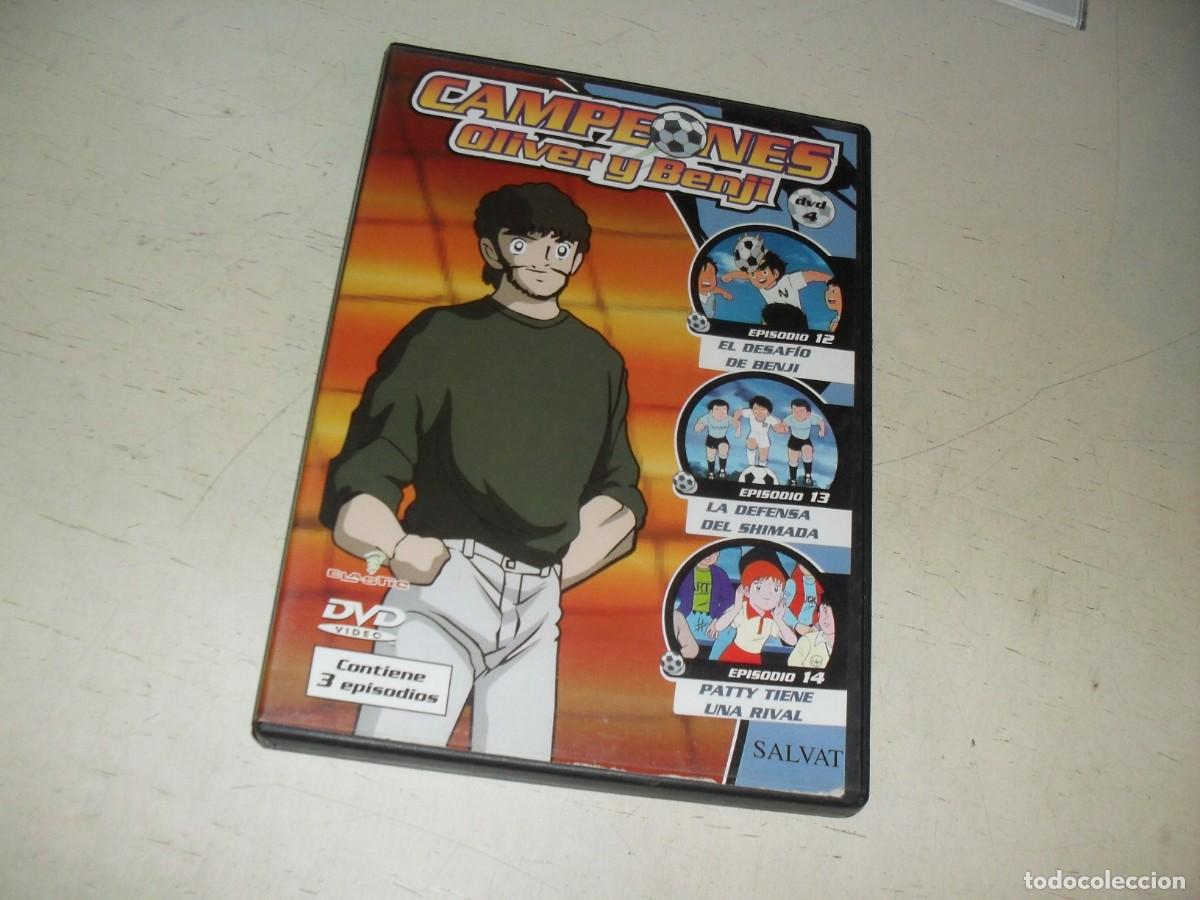 CAMPEONES
Oliver y Benji
dvd
4
N
EPISODIO 12
EL DESAFÍO
DE BENJI
EPISODIO 13
LA DEFENSA
DEL SHIMADA
EPISODIO 14
PATTY TIENE
UNA RIVAL
ELASTIC
DVD
VIDEO
Contiene
3 episodios
SALVAT
todocoleccion